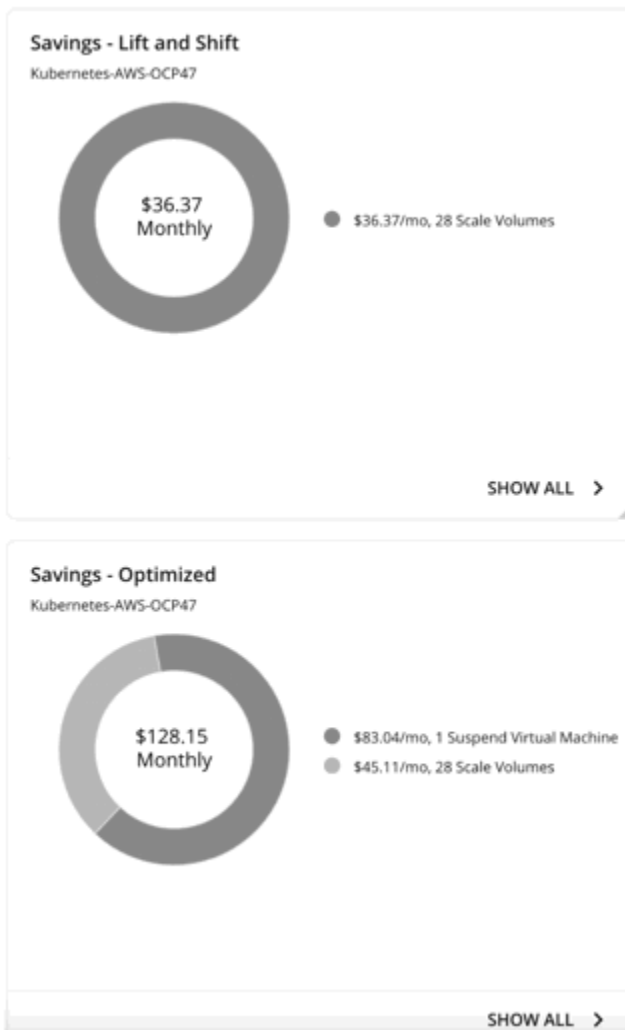 Savings - Lift and Shift
Kubernetes-AWS-OCP47
$36.37
Monthly
$36.37/mo, 28 Scale Volumes
SHOW ALL
Savings - Optimized
Kubernetes-AWS-OCP47
$128.15
Monthly
$83.04/mo, 1 Suspend Virtual Machine
$45.11/mo, 28 Scale Volumes
SHOW ALL